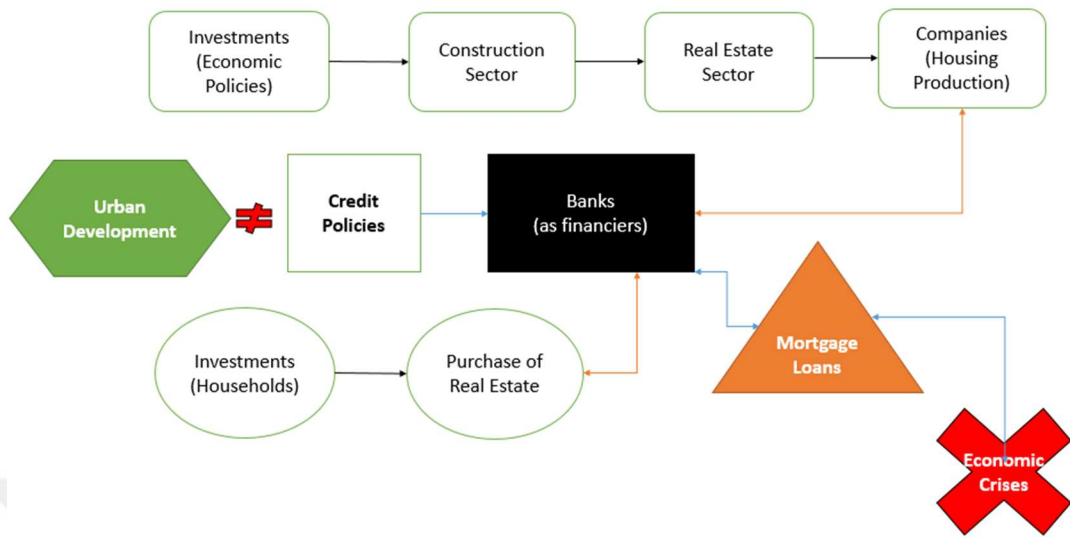 Investments
(Economic
Policies)
Construction
Sector
Real Estate
Sector
Companies
(Housing
Production)
Urban
Development
≠
Credit
Policies
Banks
(as financiers)
Investments
(Households)
Purchase of
Real Estate
Mortgage
Loans
Economic
Crises